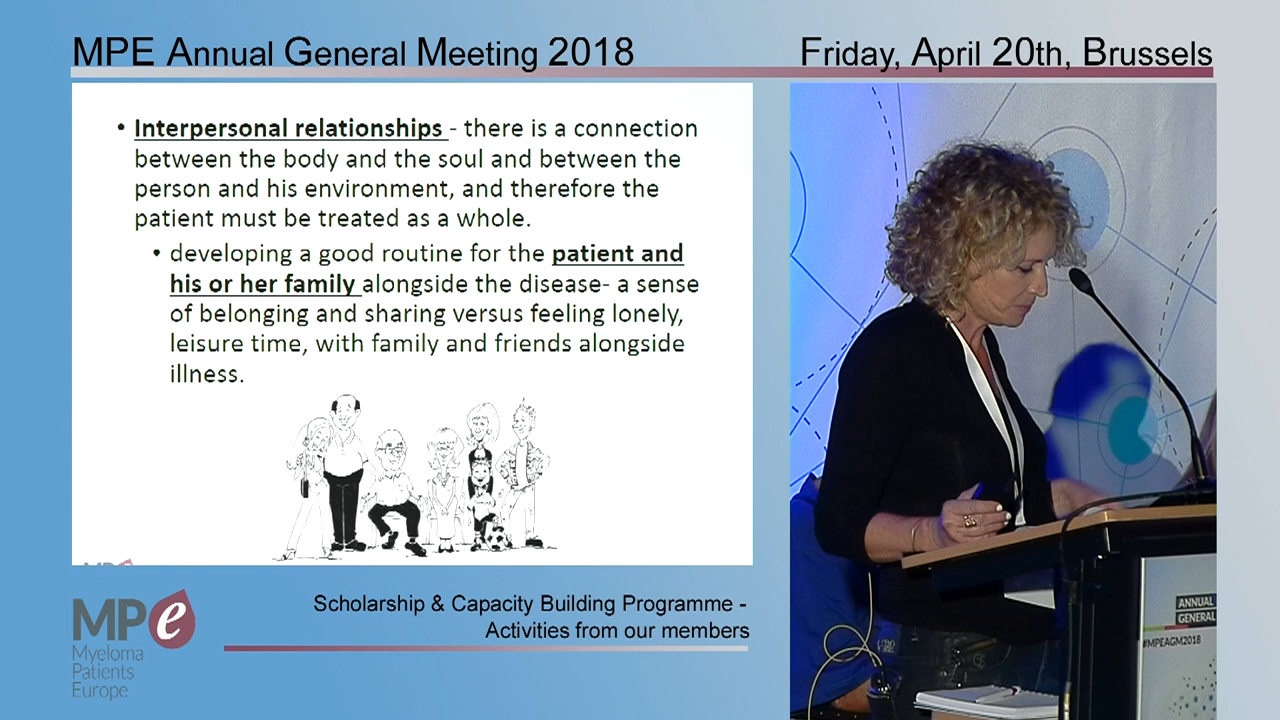 MPE Annual General Meeting 2018
Friday, April 20th, Brussels
• Interpersonal relationships - there is a connection
between the body and the soul and between the
person and his environment, and therefore the
patient must be treated as a whole.
• developing a good routine for the patient and
his or her family alongside the disease- a sense
of belonging and sharing versus feeling lonely,
leisure time, with family and friends alongside
illness.
MPe
Myeloma
Patients
Europe
Scholarship & Capacity Building Programme -
Activities from our members
ANNUAL
GENERAL
#MPEAGM2018